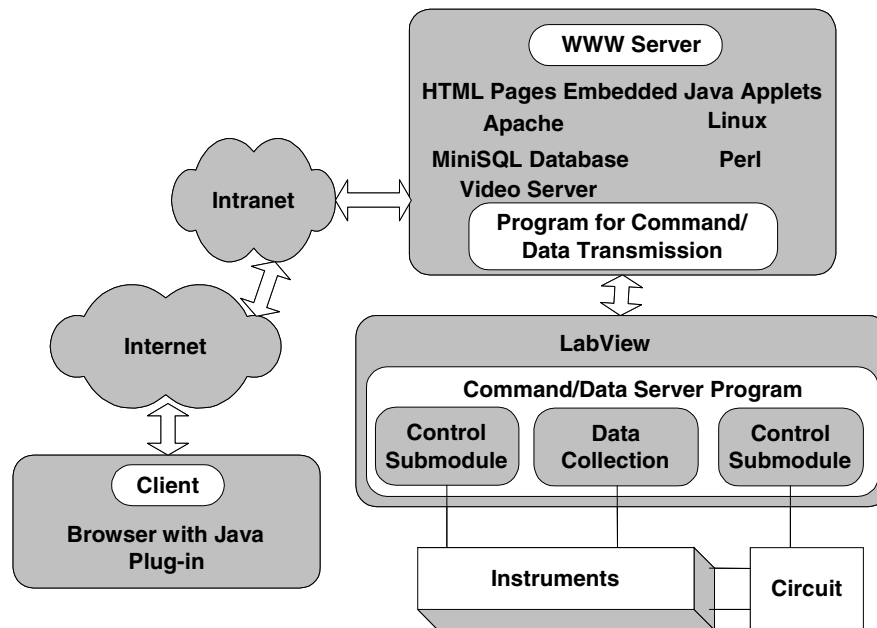 WWW Server
HTML Pages Embedded Java Applets
Apache
Linux
MiniSQL Database
Perl
Video Server
Program for Command/
Data Transmission
Intranet
Internet
Client
Browser with Java
Plug-in
LabView
Command/Data Server Program
Control
Submodule
Data
Collection
Control
Submodule
Instruments
Circuit